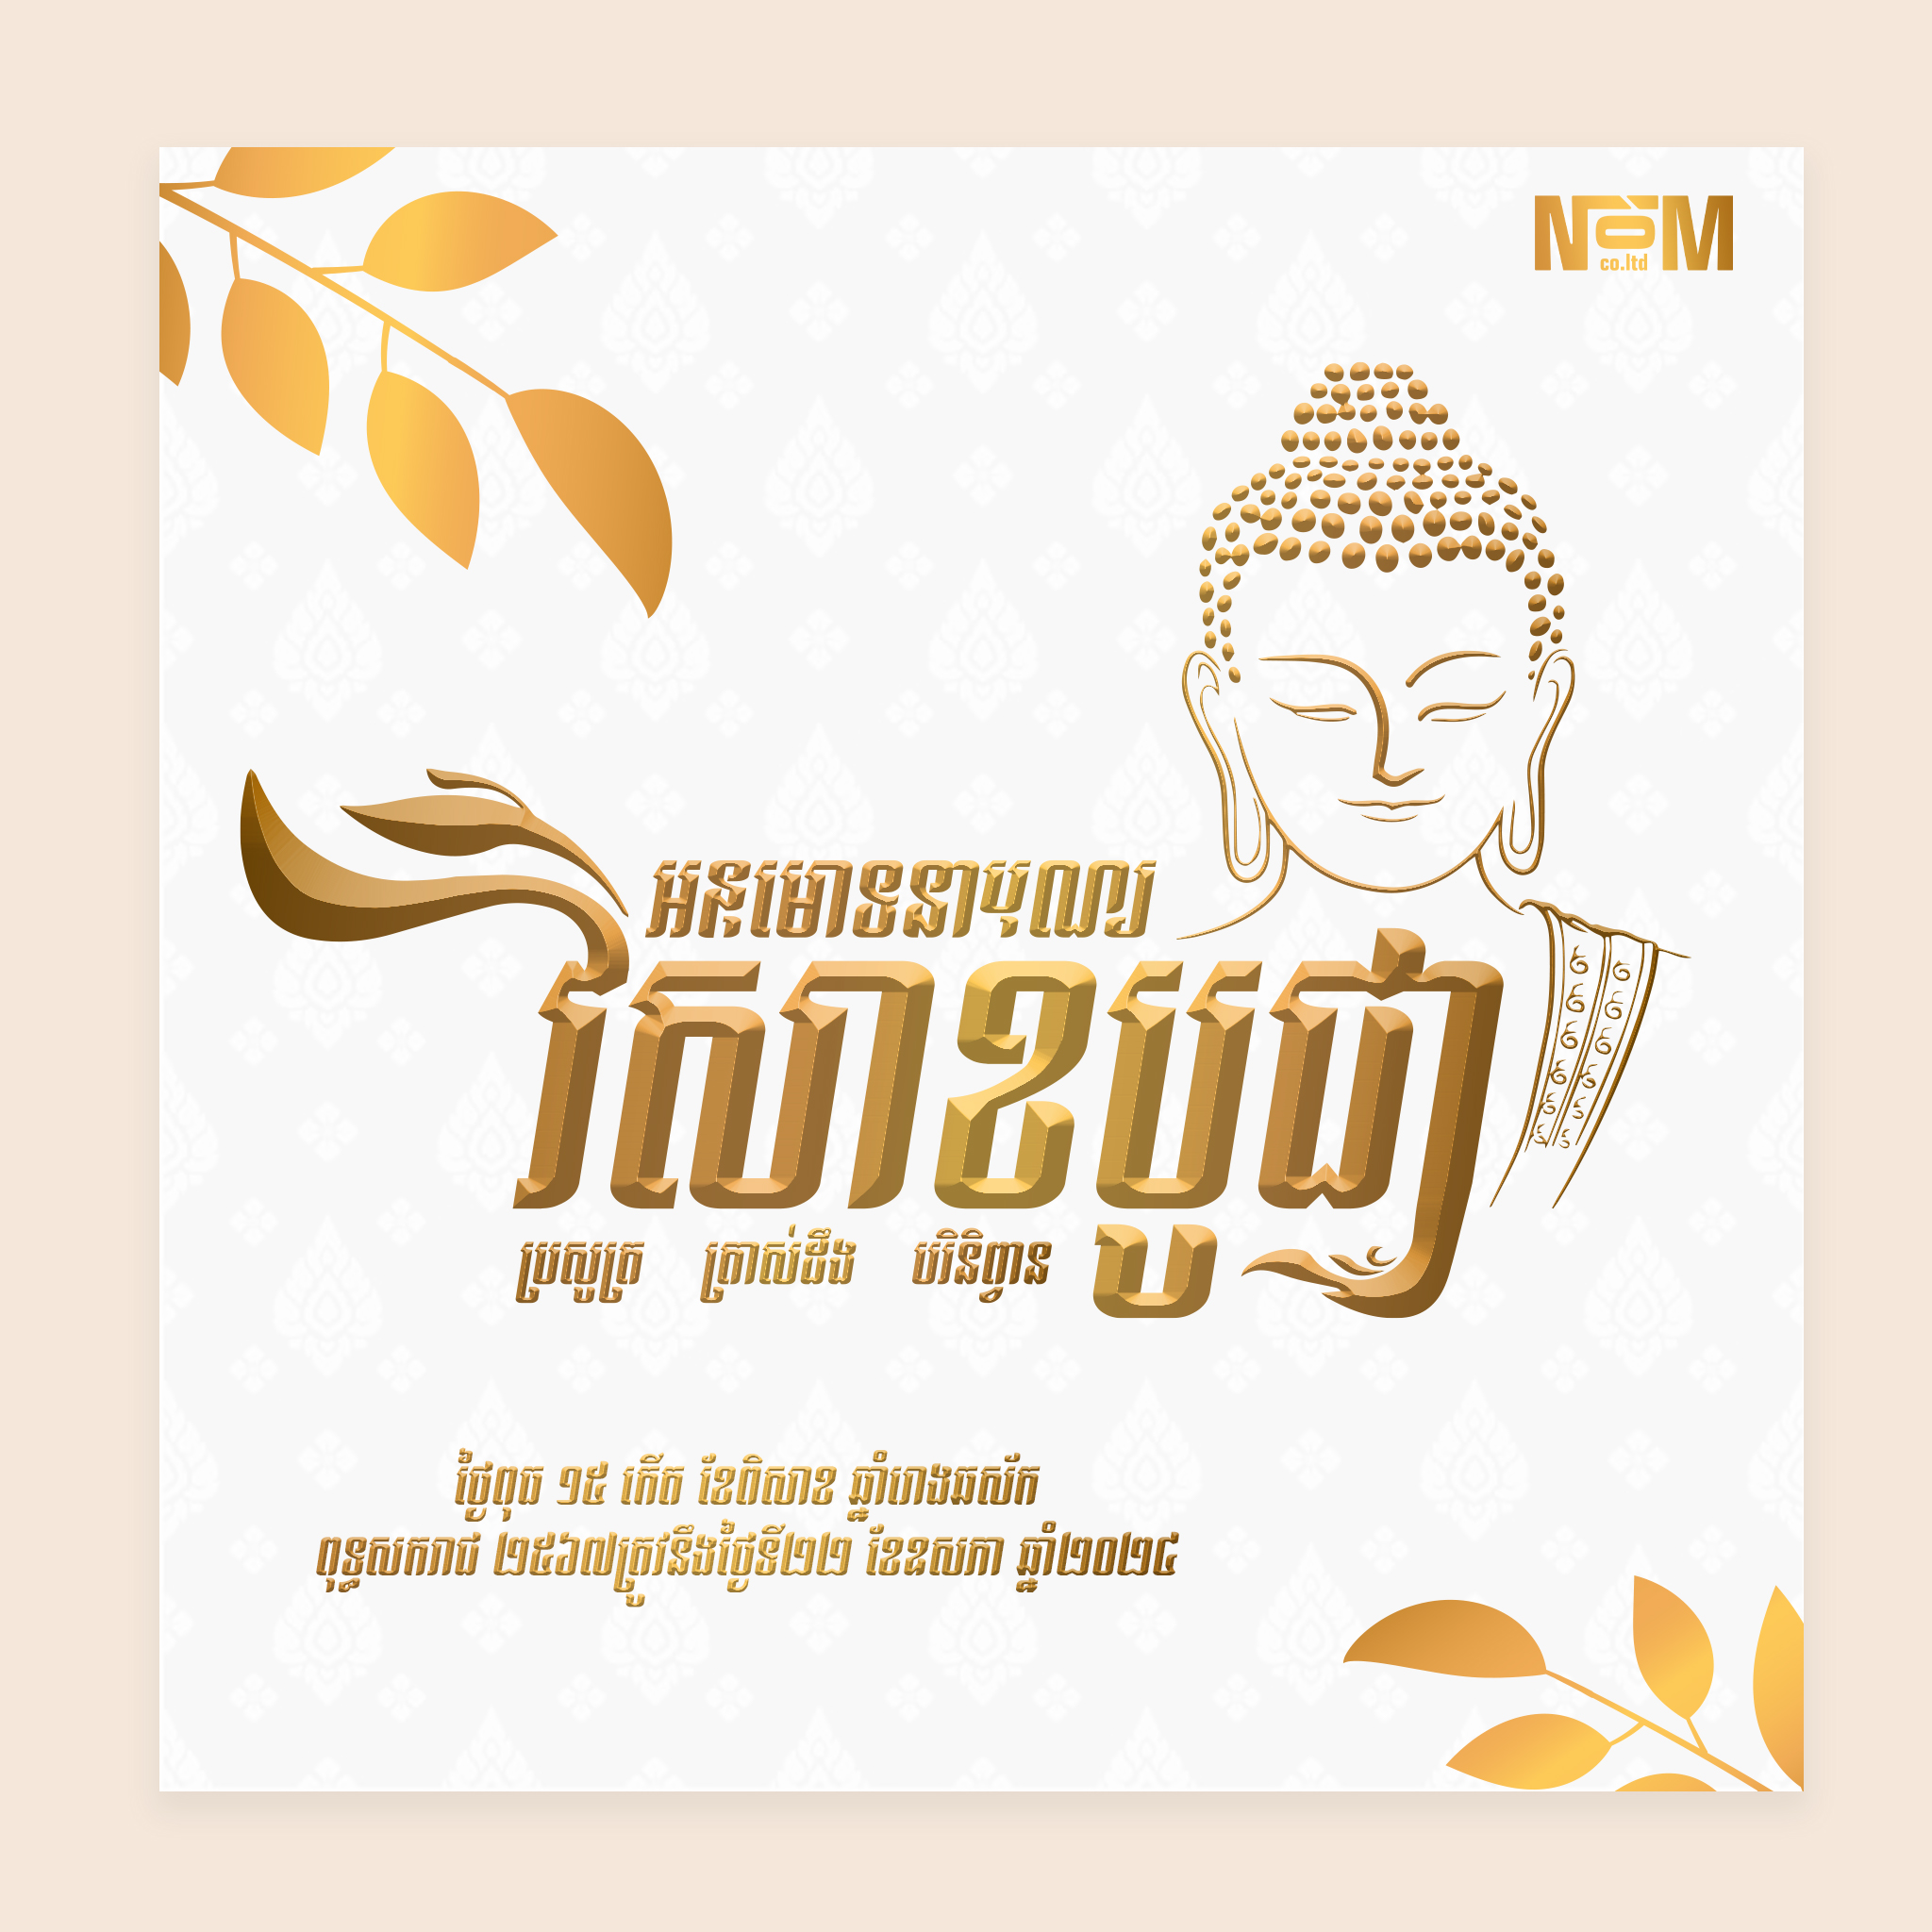 NOM
co.ltd
អនុមោទនាបុណ្យ
វិសាខបូជា
ប្រសូត្រ ត្រាស់ដឹង បរិនិព្វាន
ថ្ងៃពុធ ១៥ កើត ខែពិសាខ ឆ្នាំរោងឆស័ក
ពុទ្ធសករាជ ២៥៦៧ត្រូវនឹងថ្ងៃទី២២ ខែឧសភា ឆ្នាំ២០២៤